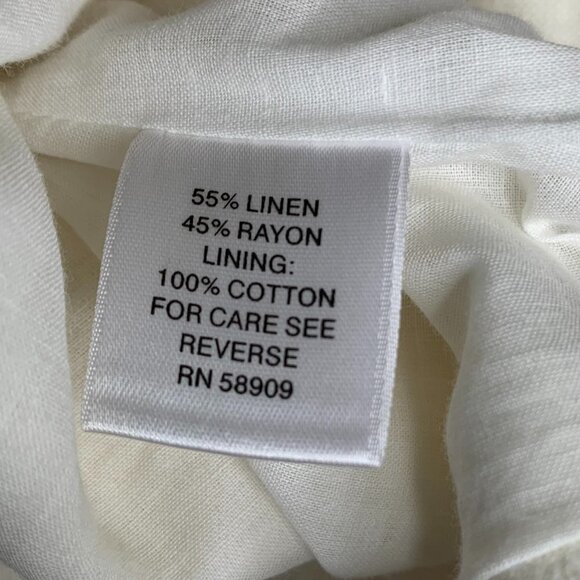 55% LINEN
45% RAYON
LINING:
100% COTTON
FOR CARE SEE
REVERSE
RN 58909